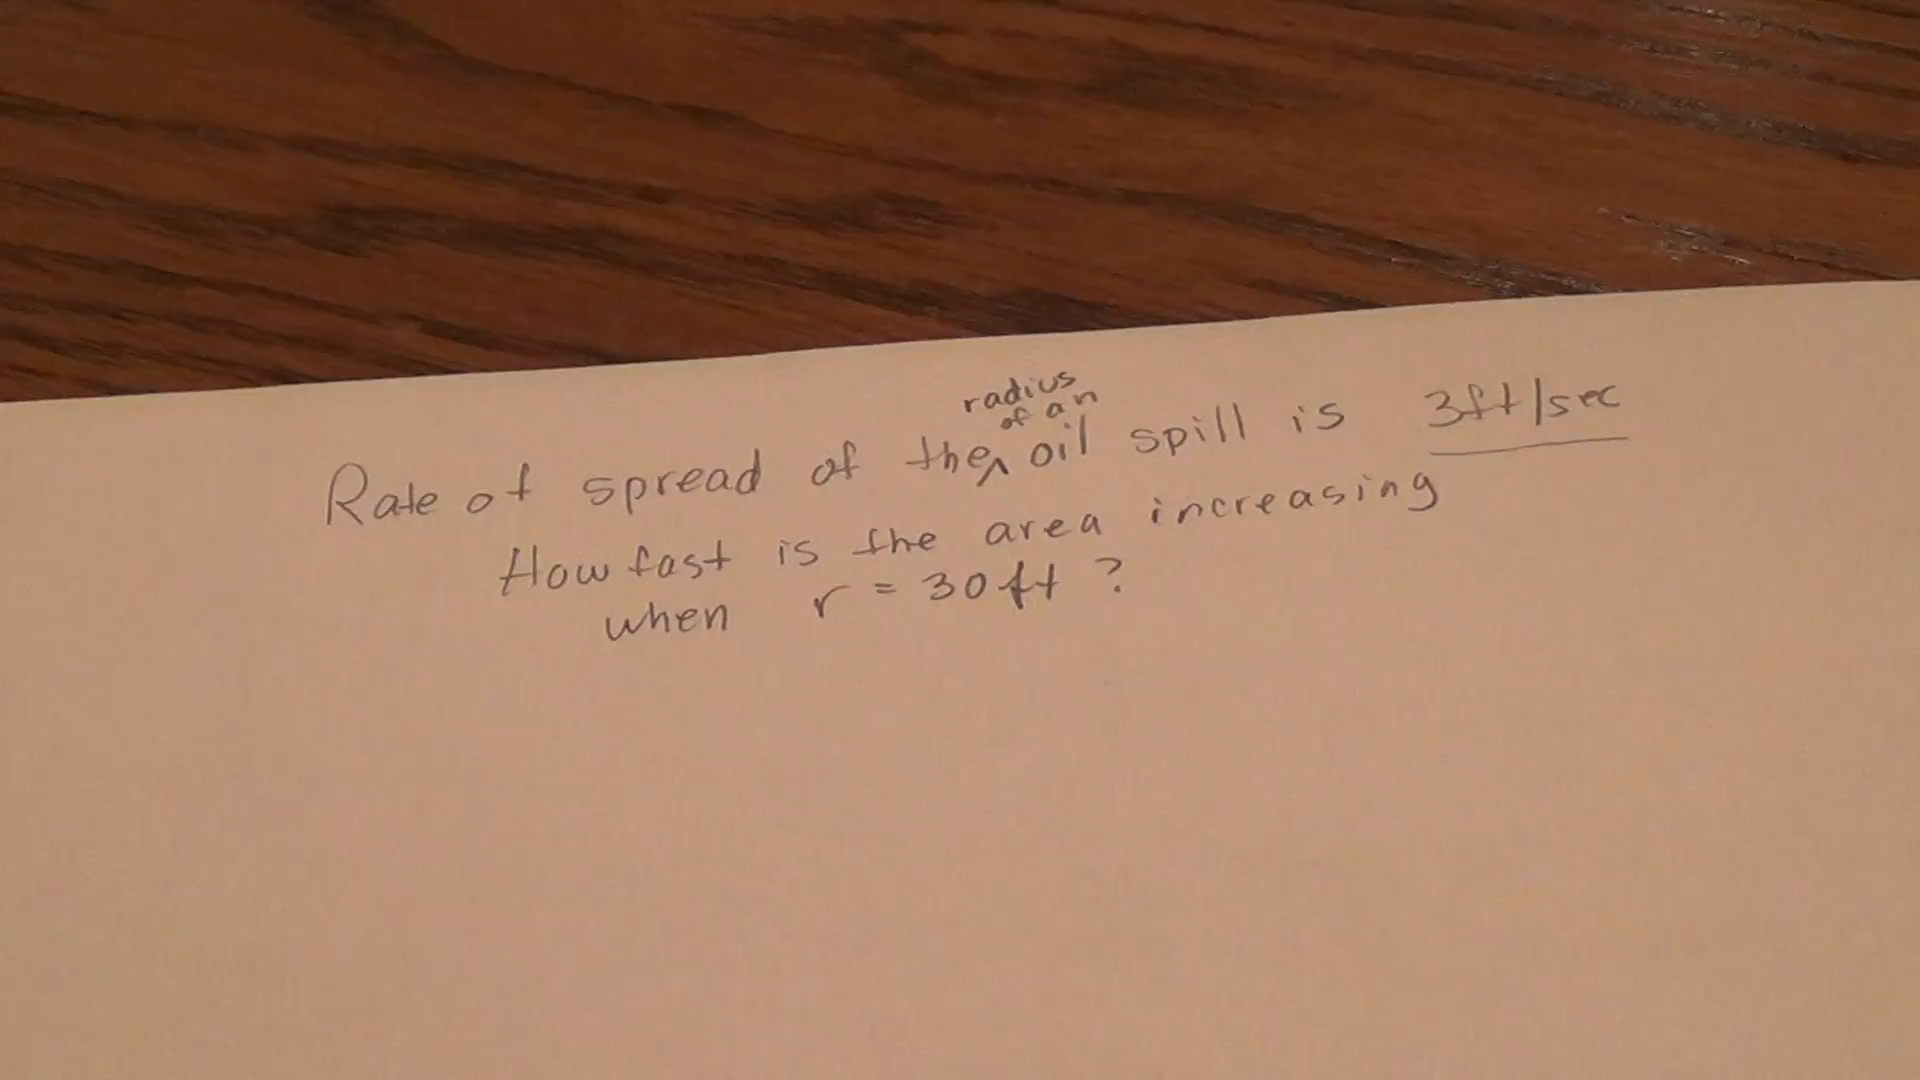 Rate of spread of the radius of an oil spill is 3ft/sec
How fast is the area increasing
when r = 30ft ?